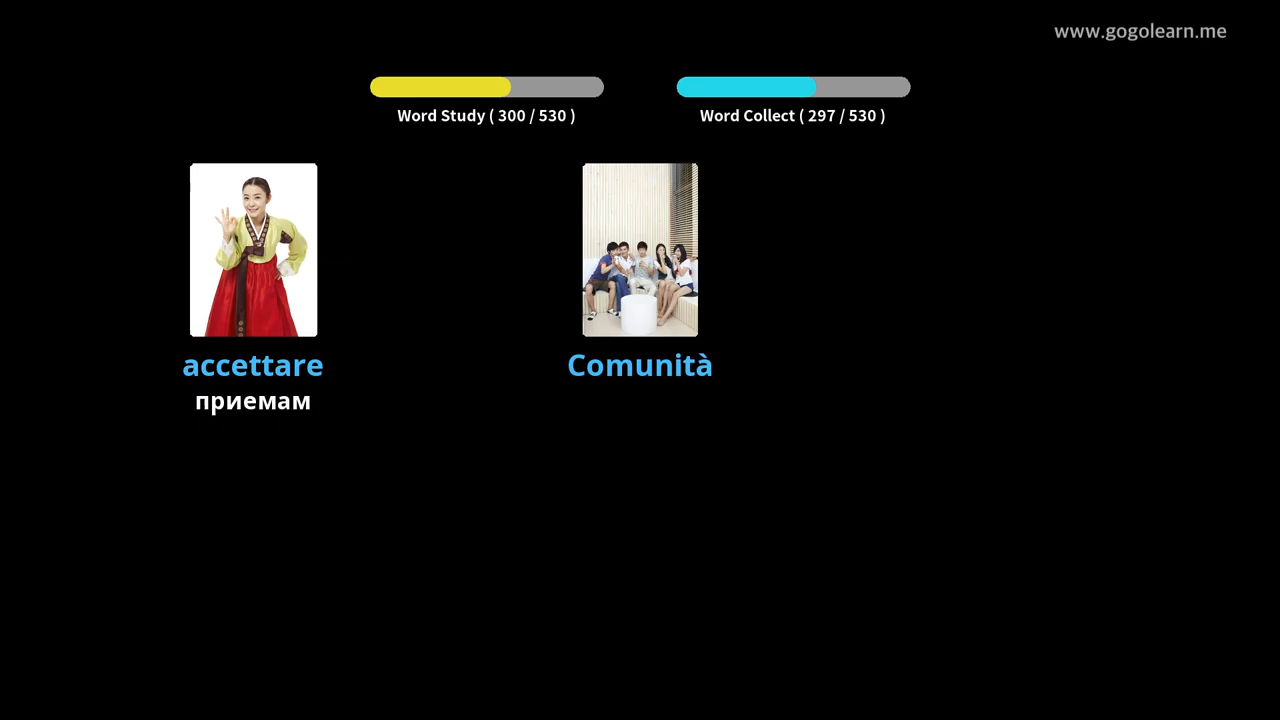 www.gogolearn.me
Word Study ( 300 / 530 )
Word Collect ( 297 / 530 )
accettare
приемам
Comunità